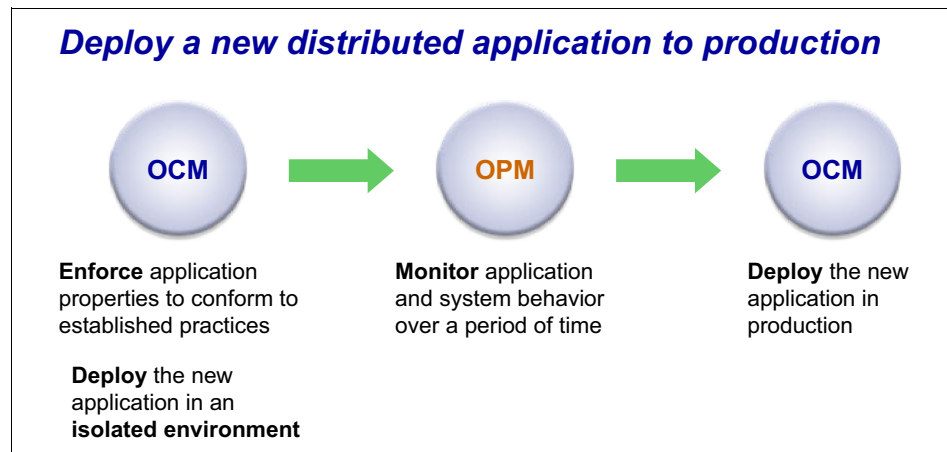 Deploy a new distributed application to production
OCM
OPM
OCM
Enforce application
properties to conform to
established practices
Deploy the new
application in an
isolated environment
Monitor application
and system behavior
over a period of time
Deploy the new
application in
production